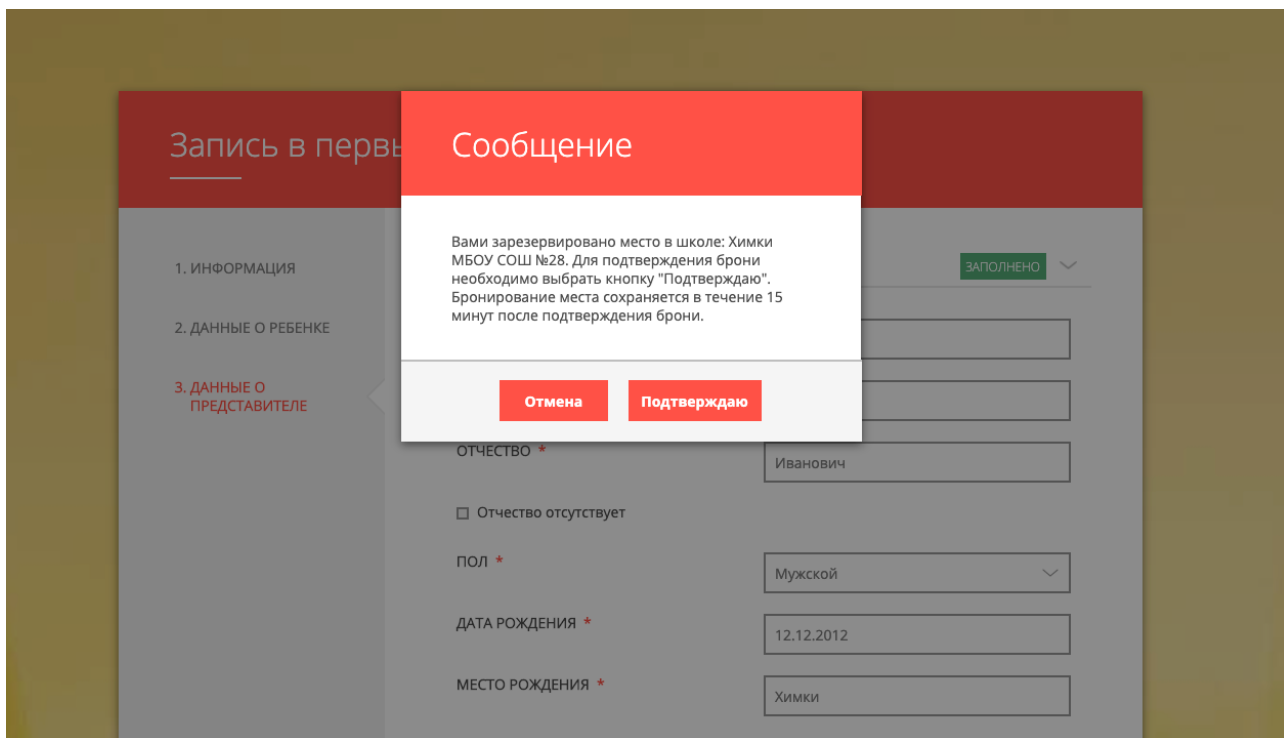 Запись в первы
Сообщение
Вами зарезервировано место в школе: Химки
МБОУ СОШ №28. Для подтверждения брони
необходимо выбрать кнопку "Подтверждаю".
Бронирование места сохраняется в течение 15
минут после подтверждения брони.
Отмена
Подтверждаю
1. ИНФОРМАЦИЯ
2. ДАННЫЕ О РЕБЕНКЕ
3. ДАННЫЕ О
ПРЕДСТАВИТЕЛЕ
ЗАПОЛНЕНО
ОТЧЕСТВО *
Иванович
Отчество отсутствует
ПОЛ *
Мужской
ДАТА РОЖДЕНИЯ *
12.12.2012
МЕСТО РОЖДЕНИЯ *
Химки